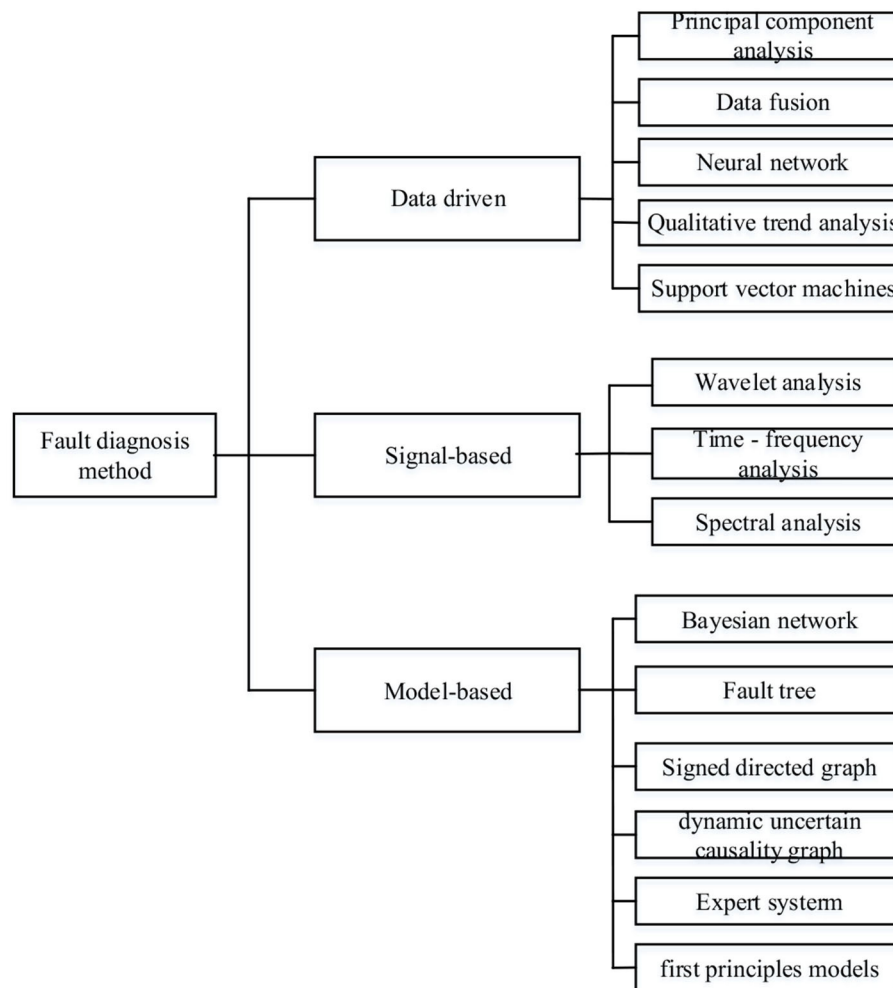 Fault diagnosis
method
Data driven
Principal component
analysis
Data fusion
Neural network
Qualitative trend analysis
Support vector machines
Signal-based
Wavelet analysis
Time - frequency
analysis
Spectral analysis
Model-based
Bayesian network
Fault tree
Signed directed graph
dynamic uncertain
causality graph
Expert systerm
first principles models